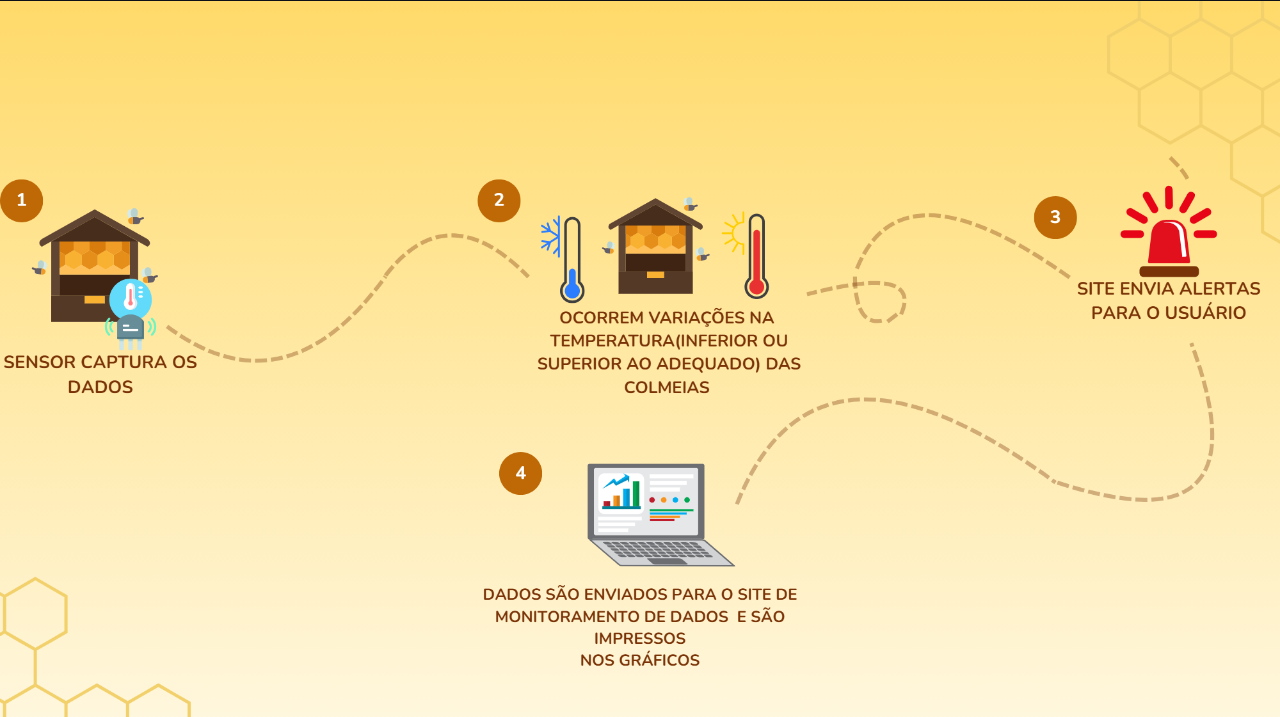 1
SENSOR CAPTURA OS
DADOS
2
OCORREM VARIAÇÕES NA
TEMPERATURA(INFERIOR OU
SUPERIOR AO ADEQUADO) DAS
COLMEIAS
3
SITE ENVIA ALERTAS
PARA O USUÁRIO
4
DADOS SÃO ENVIADOS PARA O SITE DE
MONITORAMENTO DE DADOS  E SÃO
IMPRESSOS
NOS GRÁFICOS